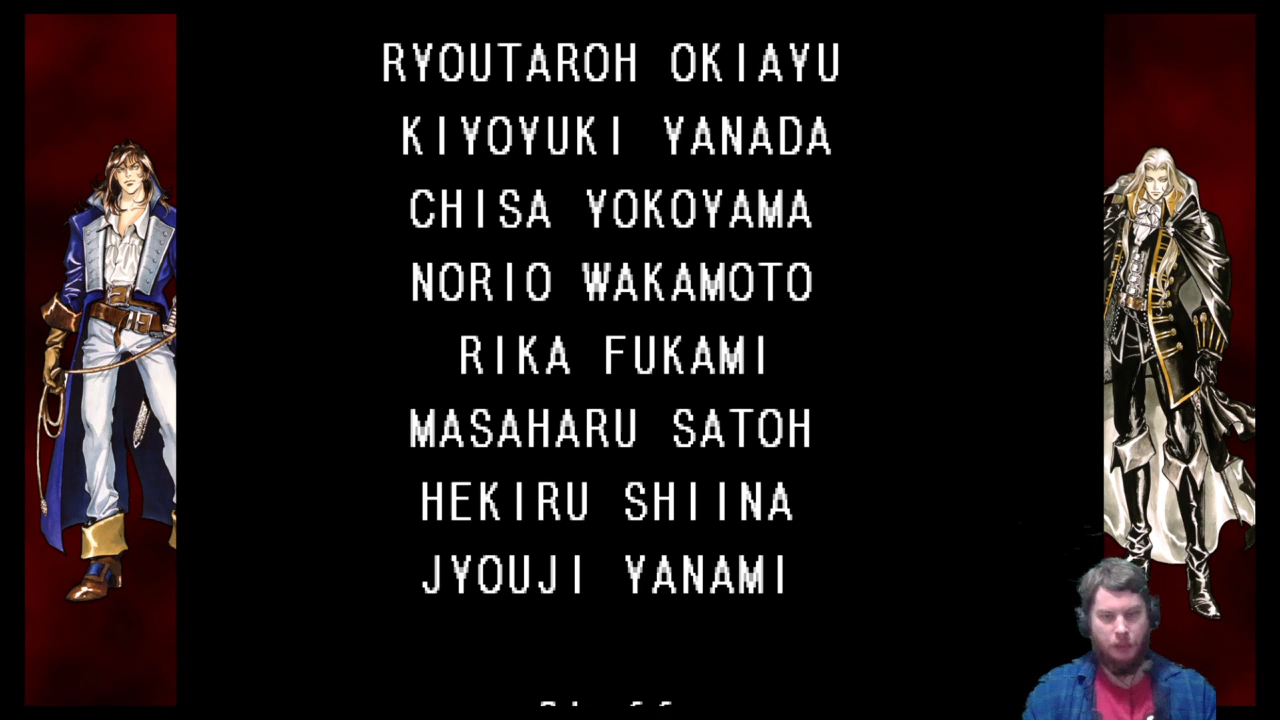 RYOUTAROH OKIAYU
KIYOYUKI YANADA
CHISA YOKOYAMA
NORIO WAKAMOTO
RIKA FUKAMI
MASAHARU SATOH
HEKIRU SHIINA
JYOUJI YANAMI